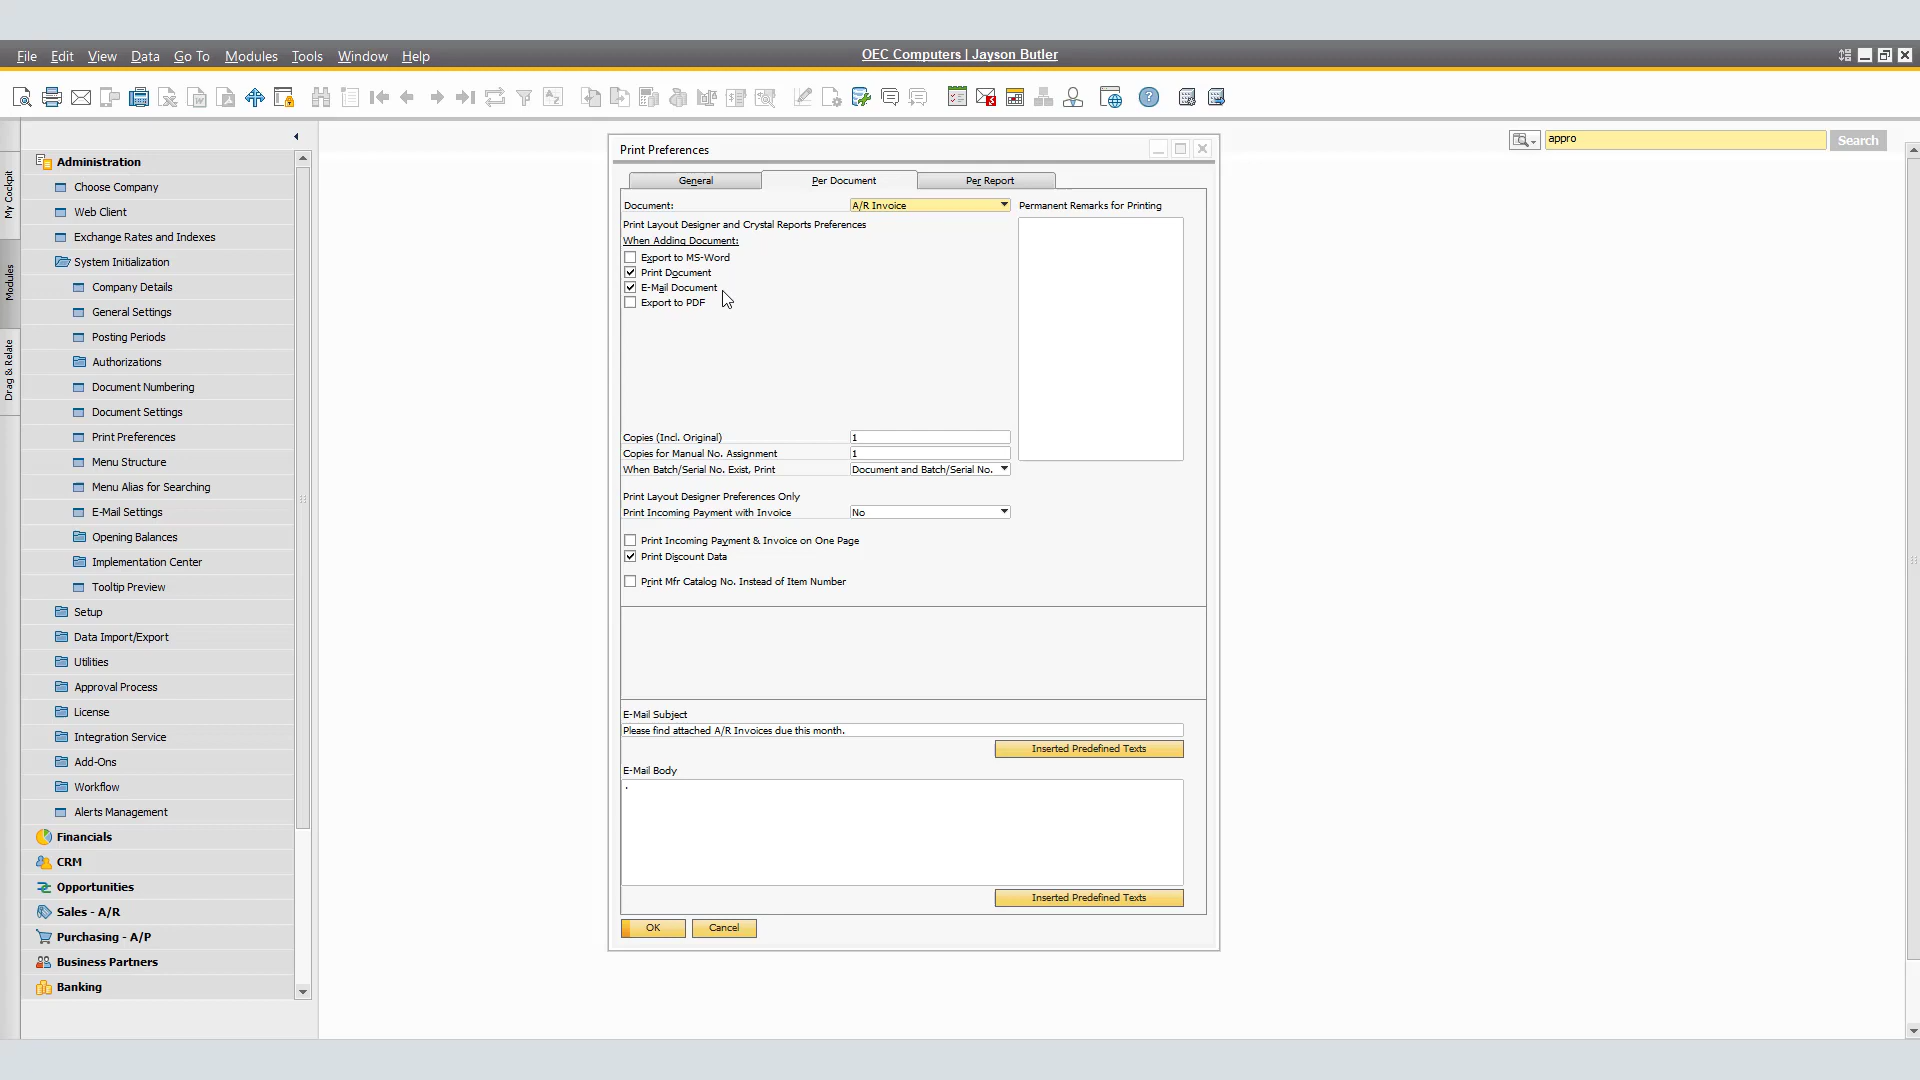 File Edit View Data Go To Modules Tools Window Help
OEC Computers | Jayson Butler
My Cockpit
Modules
Drag & Relate
Administration
Choose Company
Web Client
Exchange Rates and Indexes
System Initialization
Company Details
General Settings
Posting Periods
Authorizations
Document Numbering
Document Settings
Print Preferences
Menu Structure
Menu Alias for Searching
E-Mail Settings
Opening Balances
Implementation Center
Tooltip Preview
Setup
Data Import/Export
Utilities
Approval Process
License
Integration Service
Add-Ons
Workflow
Alerts Management
Financials
CRM
Opportunities
Sales - A/R
Purchasing - A/P
Business Partners
Banking
Print Preferences
General Per Document Per Report
Document: A/R Invoice Permanent Remarks for Printing
Print Layout Designer and Crystal Reports Preferences
When Adding Document:
Export to MS-Word
Print Document
E-Mail Document
Export to PDF
Copies (Incl. Original) 1
Copies for Manual No. Assignment 1
When Batch/Serial No. Exist, Print Document and Batch/Serial No.
Print Layout Designer Preferences Only
Print Incoming Payment with Invoice No
Print Incoming Payment & Invoice on One Page
Print Discount Data
Print Mfr Catalog No. Instead of Item Number
E-Mail Subject
Please find attached A/R Invoices due this month.
Inserted Predefined Texts
E-Mail Body
.
Inserted Predefined Texts
OK Cancel
appro Search